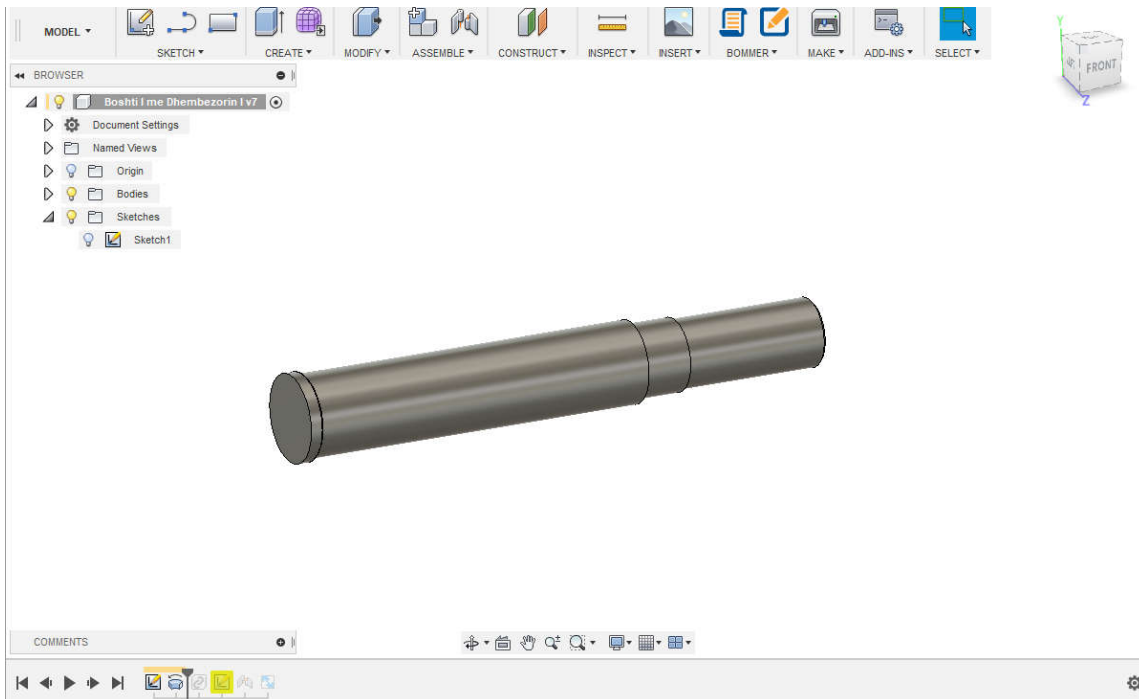 MODEL
SKETCH
CREATE
MODIFY
ASSEMBLE
CONSTRUCT
INSPECT
INSERT
BOMMER
MAKE
ADD-INS
SELECT
BROWSER
Boshti I me Dhembezorin I v7
Document Settings
Named Views
Origin
Bodies
Sketches
Sketch1
Y
FRONT
Z
COMMENTS